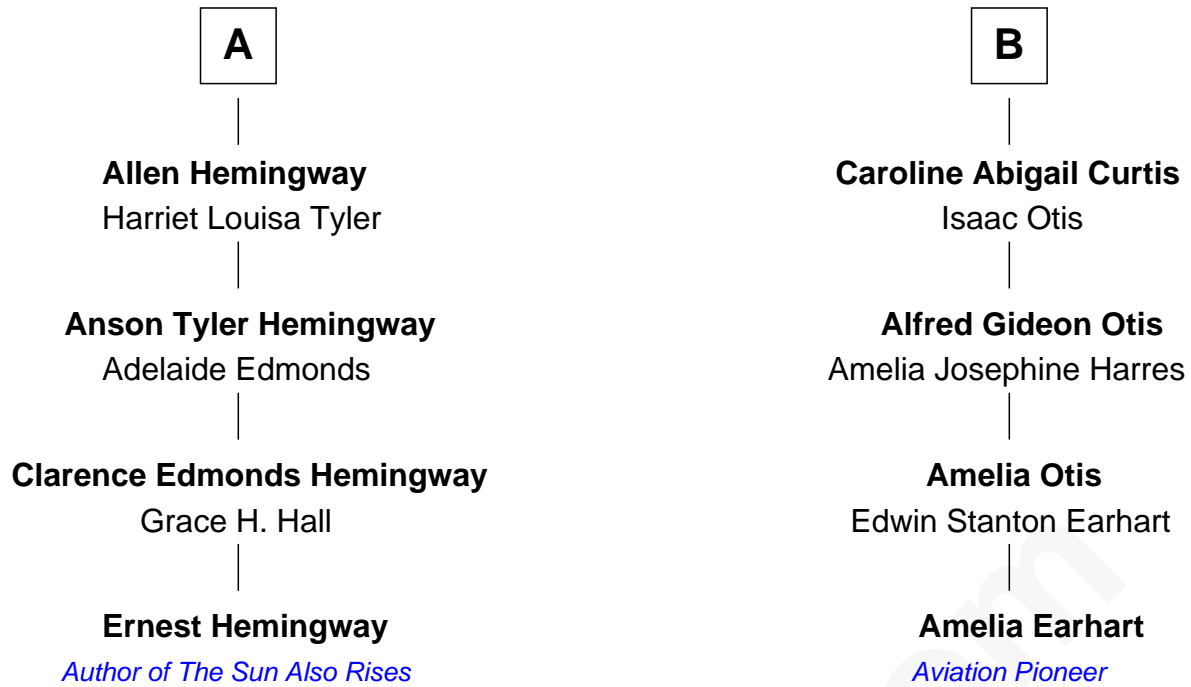 A
Allen Hemingway
Harriet Louisa Tyler
Anson Tyler Hemingway
Adelaide Edmonds
Clarence Edmonds Hemingway
Grace H. Hall
Ernest Hemingway
Author of The Sun Also Rises
B
Caroline Abigail Curtis
Isaac Otis
Alfred Gideon Otis
Amelia Josephine Harres
Amelia Otis
Edwin Stanton Earhart
Amelia Earhart
Aviation Pioneer
om